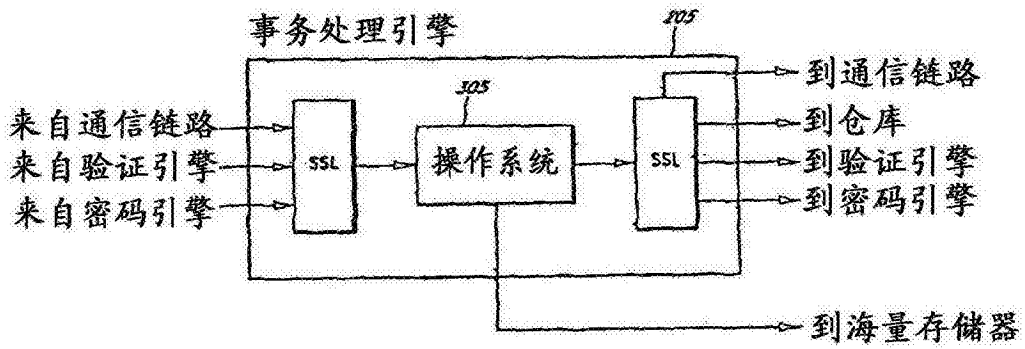 事务处理引擎
205
来自通信链路
来自验证引擎
来自密码引擎
SSL
305
操作系统
SSL
到通信链路
到仓库
到验证引擎
到密码引擎
到海量存储器